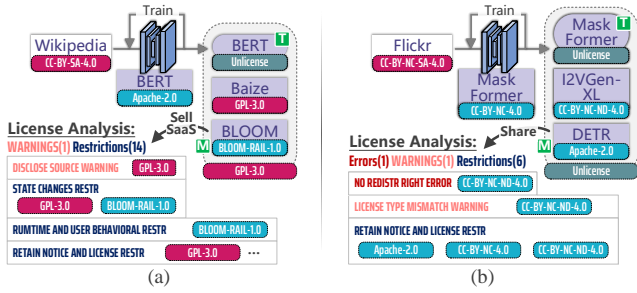 Train
Wikipedia
CC-BY-SA-4.0
BERT
Apache-2.0
T
BERT
Unlicense
Baize
GPL-3.0
BLOOM
BLOOM-RAIL-1.0
M
GPL-3.0
Sell
SaaS
License Analysis:
WARNINGS(1) Restrictions(14)
DISCLOSE SOURCE WARNING GPL-3.0
STATE CHANGES RESTR
GPL-3.0 BLOOM-RAIL-1.0
RUMTIME AND USER BEHAVIORAL RESTR BLOOM-RAIL-1.0
RETAIN NOTICE AND LICENSE RESTR GPL-3.0 ...
(a)
Train
Flickr
CC-BY-NC-SA-4.0
Mask
Former
CC-BY-NC-4.0
T
Mask
Former
Unlicense
I2VGen-
XL
CC-BY-NC-ND-4.0
DETR
Apache-2.0
M
Unlicense
Share
License Analysis:
Errors(1) WARNINGS(1) Restrictions(6)
NO REDISTR RIGHT ERROR CC-BY-NC-ND-4.0
LICENSE TYPE MISMATCH WARNING CC-BY-NC-ND-4.0
RETAIN NOTICE AND LICENSE RESTR
Apache-2.0 CC-BY-NC-4.0 CC-BY-NC-ND-4.0
(b)